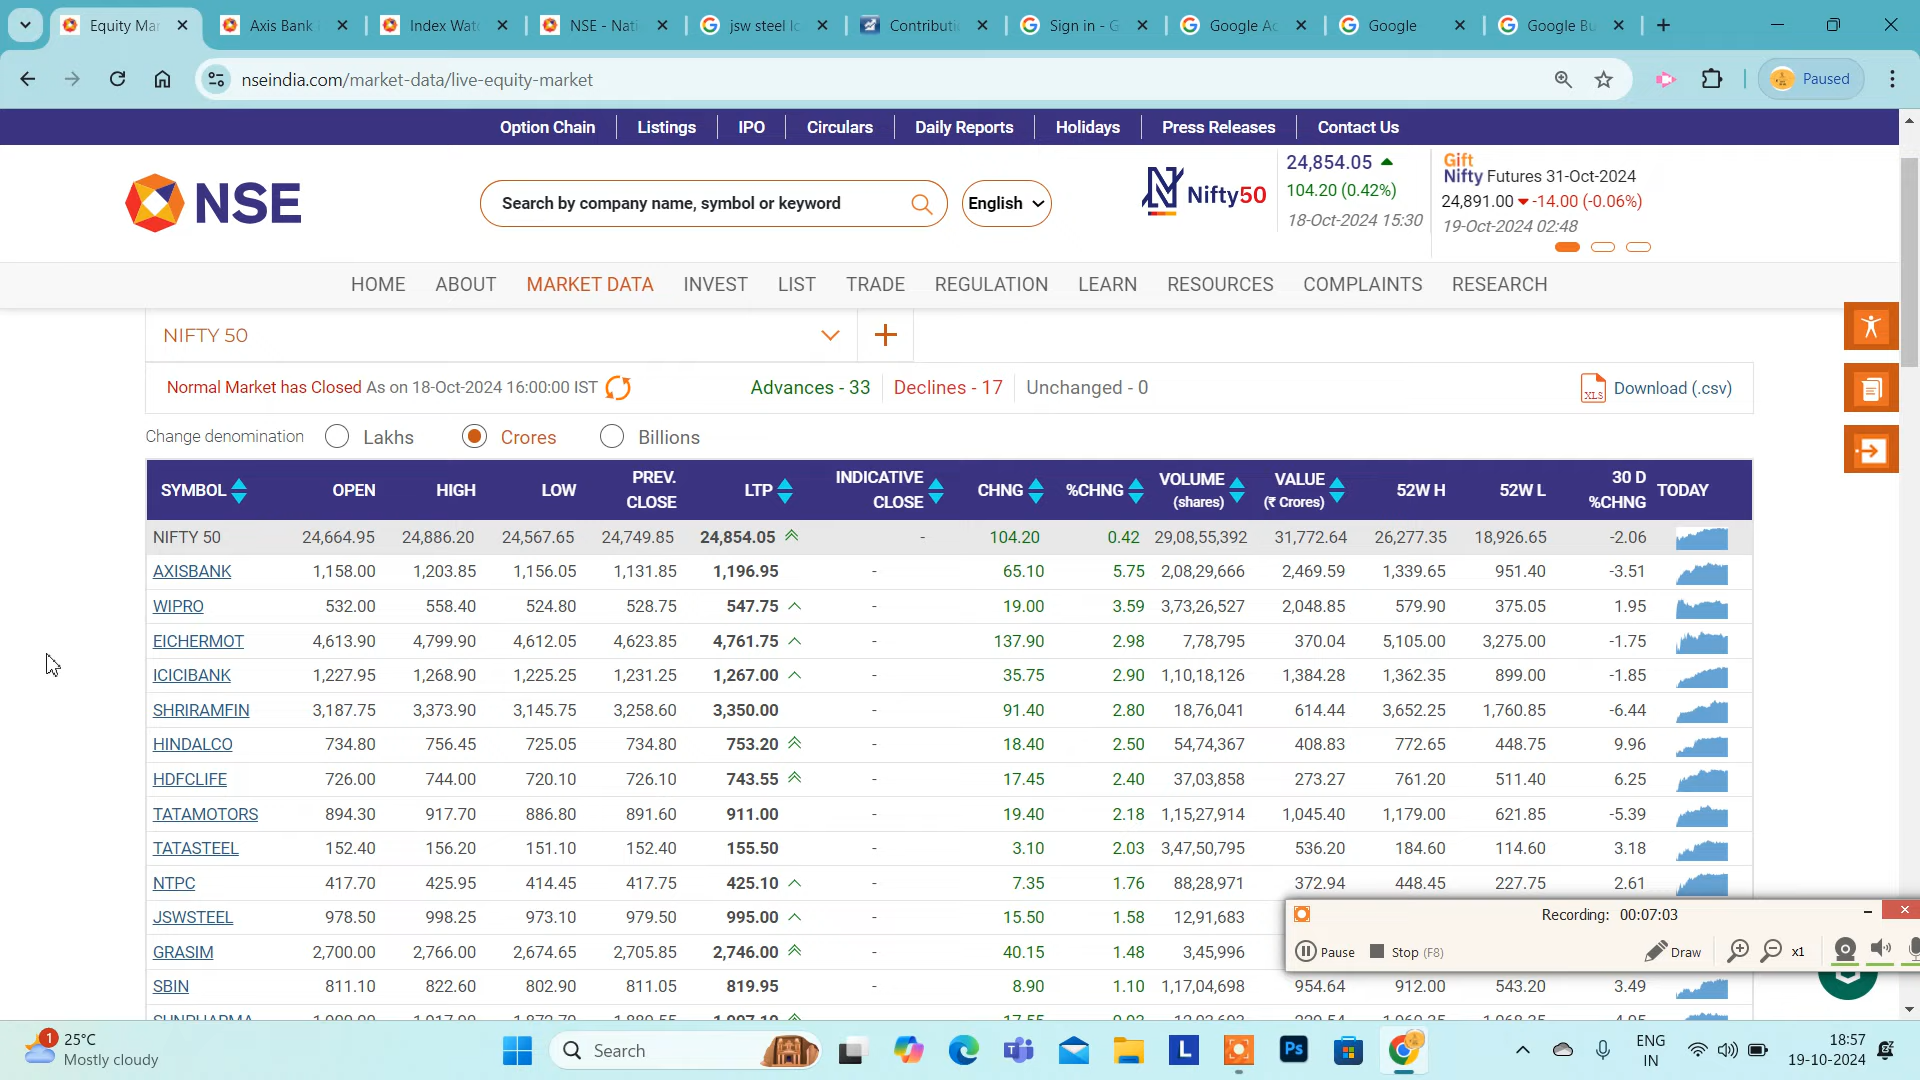 Equity Mar
Axis Bank
Index Wat
NSE - Nati
jsw steel lo
Contributi
Sign in - G
Google Ac
Google
Google Bu
nseindia.com/market-data/live-equity-market
Paused
Option Chain Listings IPO Circulars Daily Reports Holidays Press Releases Contact Us
NSE
Search by company name, symbol or keyword
English
Nifty50
24,854.05
104.20 (0.42%)
18-Oct-2024 15:30
Gift
Nifty Futures 31-Oct-2024
24,891.00 -14.00 (-0.06%)
19-Oct-2024 02:48
HOME ABOUT MARKET DATA INVEST LIST TRADE REGULATION LEARN RESOURCES COMPLAINTS RESEARCH
NIFTY 50
Normal Market has Closed As on 18-Oct-2024 16:00:00 IST
Advances - 33 Declines - 17 Unchanged - 0
XLS Download (.csv)
Change denomination Lakhs Crores Billions
SYMBOL OPEN HIGH LOW PREV. CLOSE LTP INDICATIVE CLOSE CHNG %CHNG VOLUME (shares) VALUE (₹ Crores) 52W H 52W L 30 D %CHNG TODAY
NIFTY 50 24,664.95 24,886.20 24,567.65 24,749.85 24,854.05 - 104.20 0.42 29,08,55,392 31,772.64 26,277.35 18,926.65 -2.06
AXISBANK 1,158.00 1,203.85 1,156.05 1,131.85 1,196.95 - 65.10 5.75 2,08,29,666 2,469.59 1,339.65 951.40 -3.51
WIPRO 532.00 558.40 524.80 528.75 547.75 - 19.00 3.59 3,73,26,527 2,048.85 579.90 375.05 1.95
EICHERMOT 4,613.90 4,799.90 4,612.05 4,623.85 4,761.75 - 137.90 2.98 7,78,795 370.04 5,105.00 3,275.00 -1.75
ICICIBANK 1,227.95 1,268.90 1,225.25 1,231.25 1,267.00 - 35.75 2.90 1,10,18,126 1,384.28 1,362.35 899.00 -1.85
SHRIRAMFIN 3,187.75 3,373.90 3,145.75 3,258.60 3,350.00 - 91.40 2.80 18,76,041 614.44 3,652.25 1,760.85 -6.44
HINDALCO 734.80 756.45 725.05 734.80 753.20 - 18.40 2.50 54,74,367 408.83 772.65 448.75 9.96
HDFCLIFE 726.00 744.00 720.10 726.10 743.55 - 17.45 2.40 37,03,858 273.27 761.20 511.40 6.25
TATAMOTORS 894.30 917.70 886.80 891.60 911.00 - 19.40 2.18 1,15,27,914 1,045.40 1,179.00 621.85 -5.39
TATASTEEL 152.40 156.20 151.10 152.40 155.50 - 3.10 2.03 3,47,50,795 536.20 184.60 114.60 3.18
NTPC 417.70 425.95 414.45 417.75 425.10 - 7.35 1.76 88,28,971 372.94 448.45 227.75 2.61
JSWSTEEL 978.50 998.25 973.10 979.50 995.00 - 15.50 1.58 12,91,683
GRASIM 2,700.00 2,766.00 2,674.65 2,705.85 2,746.00 - 40.15 1.48 3,45,996
SBIN 811.10 822.60 802.90 811.05 819.95 - 8.90 1.10 1,17,04,698 954.64 912.00 543.20 3.49
Recording: 00:07:03
Pause Stop (F8) Draw x1
1
25°C
Mostly cloudy
Search
L
Ps
ENG
IN
18:57
19-10-2024